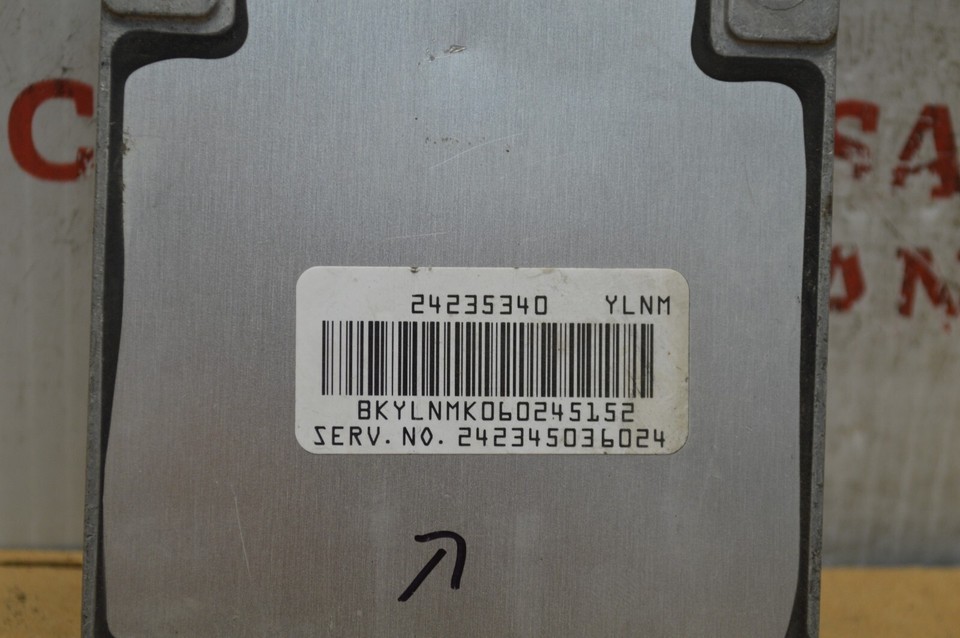 24235340 YLNM
BKYLNMK060245152
SERV. NO. 242345036024